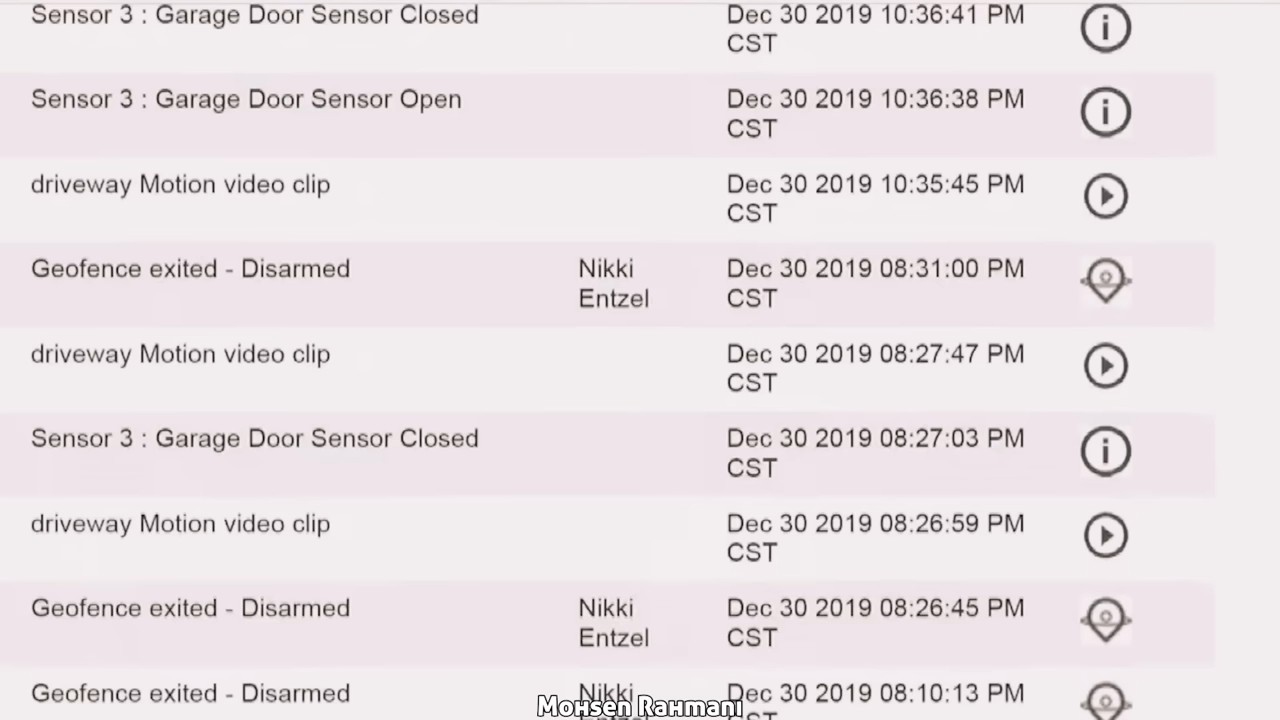 Sensor 3 : Garage Door Sensor Closed Dec 30 2019 10:36:41 PM
CST
Sensor 3 : Garage Door Sensor Open Dec 30 2019 10:36:38 PM
CST
driveway Motion video clip Dec 30 2019 10:35:45 PM
CST
Geofence exited - Disarmed Nikki Dec 30 2019 08:31:00 PM
Entzel CST
driveway Motion video clip Dec 30 2019 08:27:47 PM
CST
Sensor 3 : Garage Door Sensor Closed Dec 30 2019 08:27:03 PM
CST
driveway Motion video clip Dec 30 2019 08:26:59 PM
CST
Geofence exited - Disarmed Nikki Dec 30 2019 08:26:45 PM
Entzel CST
Geofence exited - Disarmed Nikki Dec 30 2019 08:10:13 PM
Mohsen Rahmani